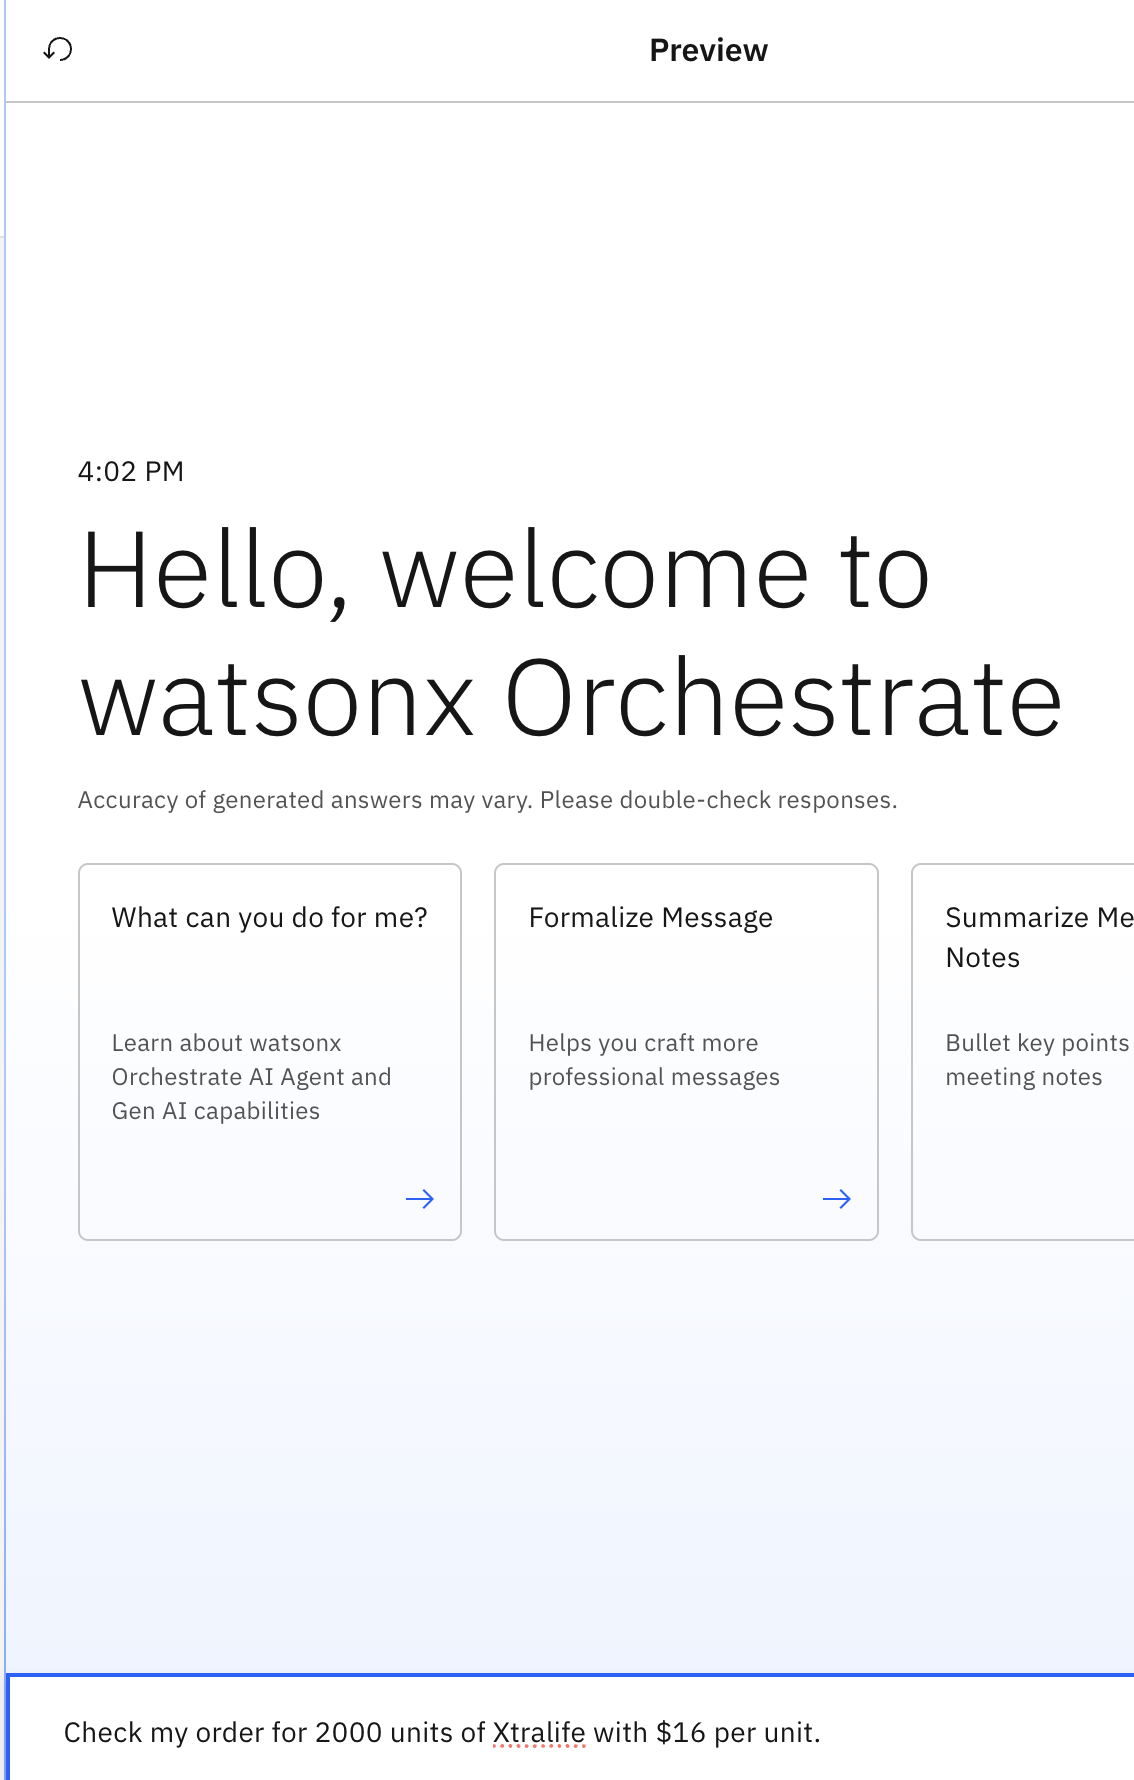 Preview
4:02 PM
Hello, welcome to
watsonx Orchestrate
Accuracy of generated answers may vary. Please double-check responses.
What can you do for me?
Learn about watsonx
Orchestrate AI Agent and
Gen AI capabilities
Formalize Message
Helps you craft more
professional messages
Summarize
Notes
Bullet key points
meeting notes
Check my order for 2000 units of Xtralife with $16 per unit.